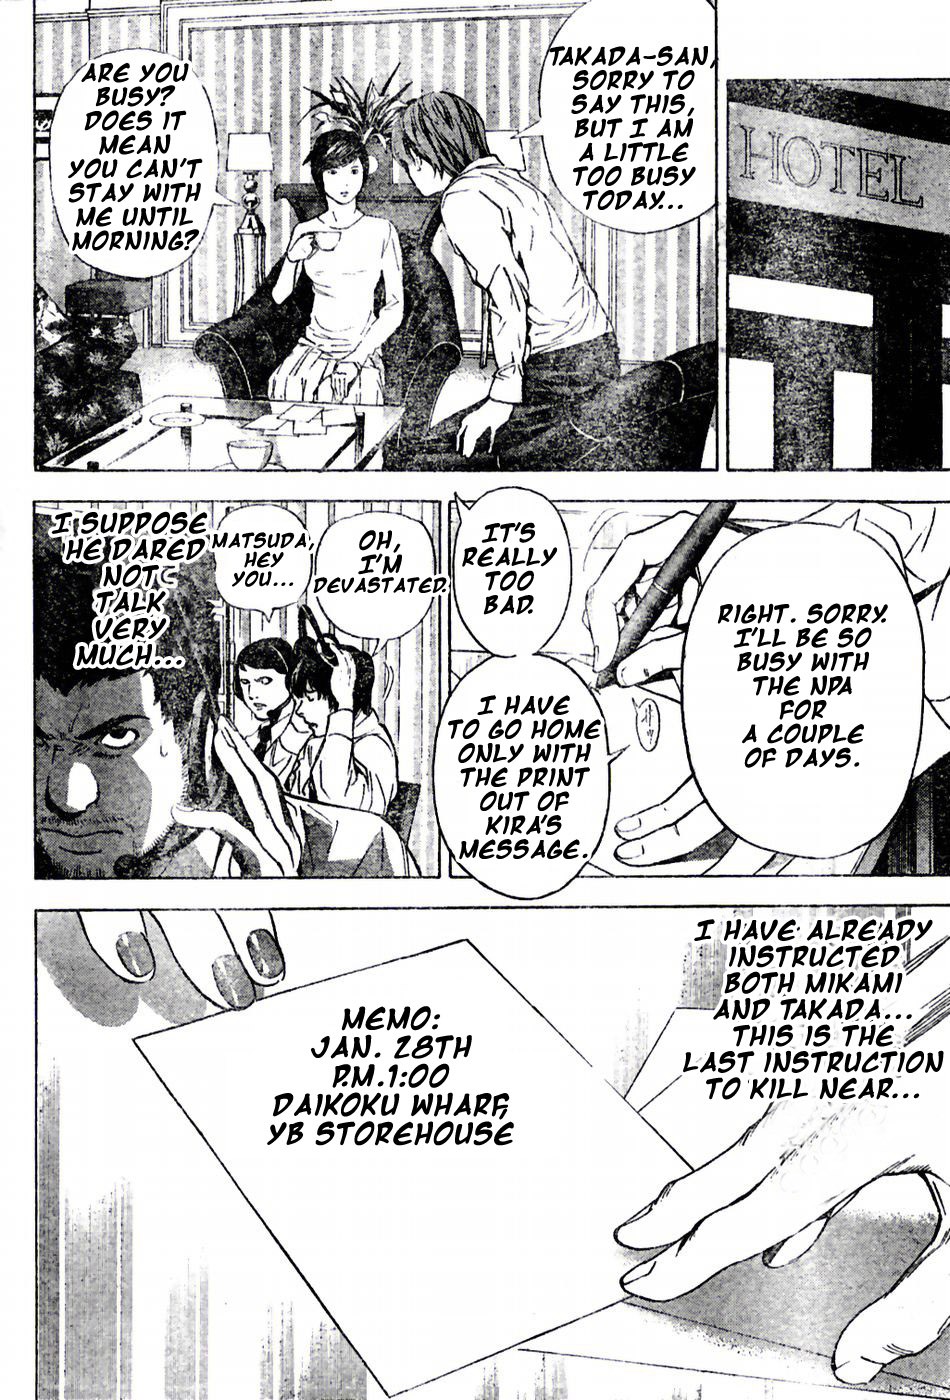 HOTEL
TAKADA-SAN,
SORRY TO
SAY THIS,
BUT I AM
A LITTLE
TOO BUSY
TODAY...
ARE YOU
BUSY?
DOES IT
MEAN
YOU CAN'T
STAY WITH
ME UNTIL
MORNING?
RIGHT. SORRY.
I'LL BE SO
BUSY WITH
THE NPA
FOR
A COUPLE
OF DAYS.
IT'S
REALLY
TOO
BAD.
I HAVE
TO GO HOME
ONLY WITH
THE PRINT
OUT OF
KIRA'S
MESSAGE.
OH,
I'M
DEVASTATED.
MATSUDA,
HEY
YOU...
I SUPPOSE
HE DARED
NOT
TALK
VERY
MUCH...
I HAVE ALREADY
INSTRUCTED
BOTH MIKAMI
AND TAKADA...
THIS IS THE
LAST INSTRUCTION
TO KILL NEAR...
MEMO:
JAN. 28TH
P.M.1:00
DAIKOKU WHARF,
YB STOREHOUSE